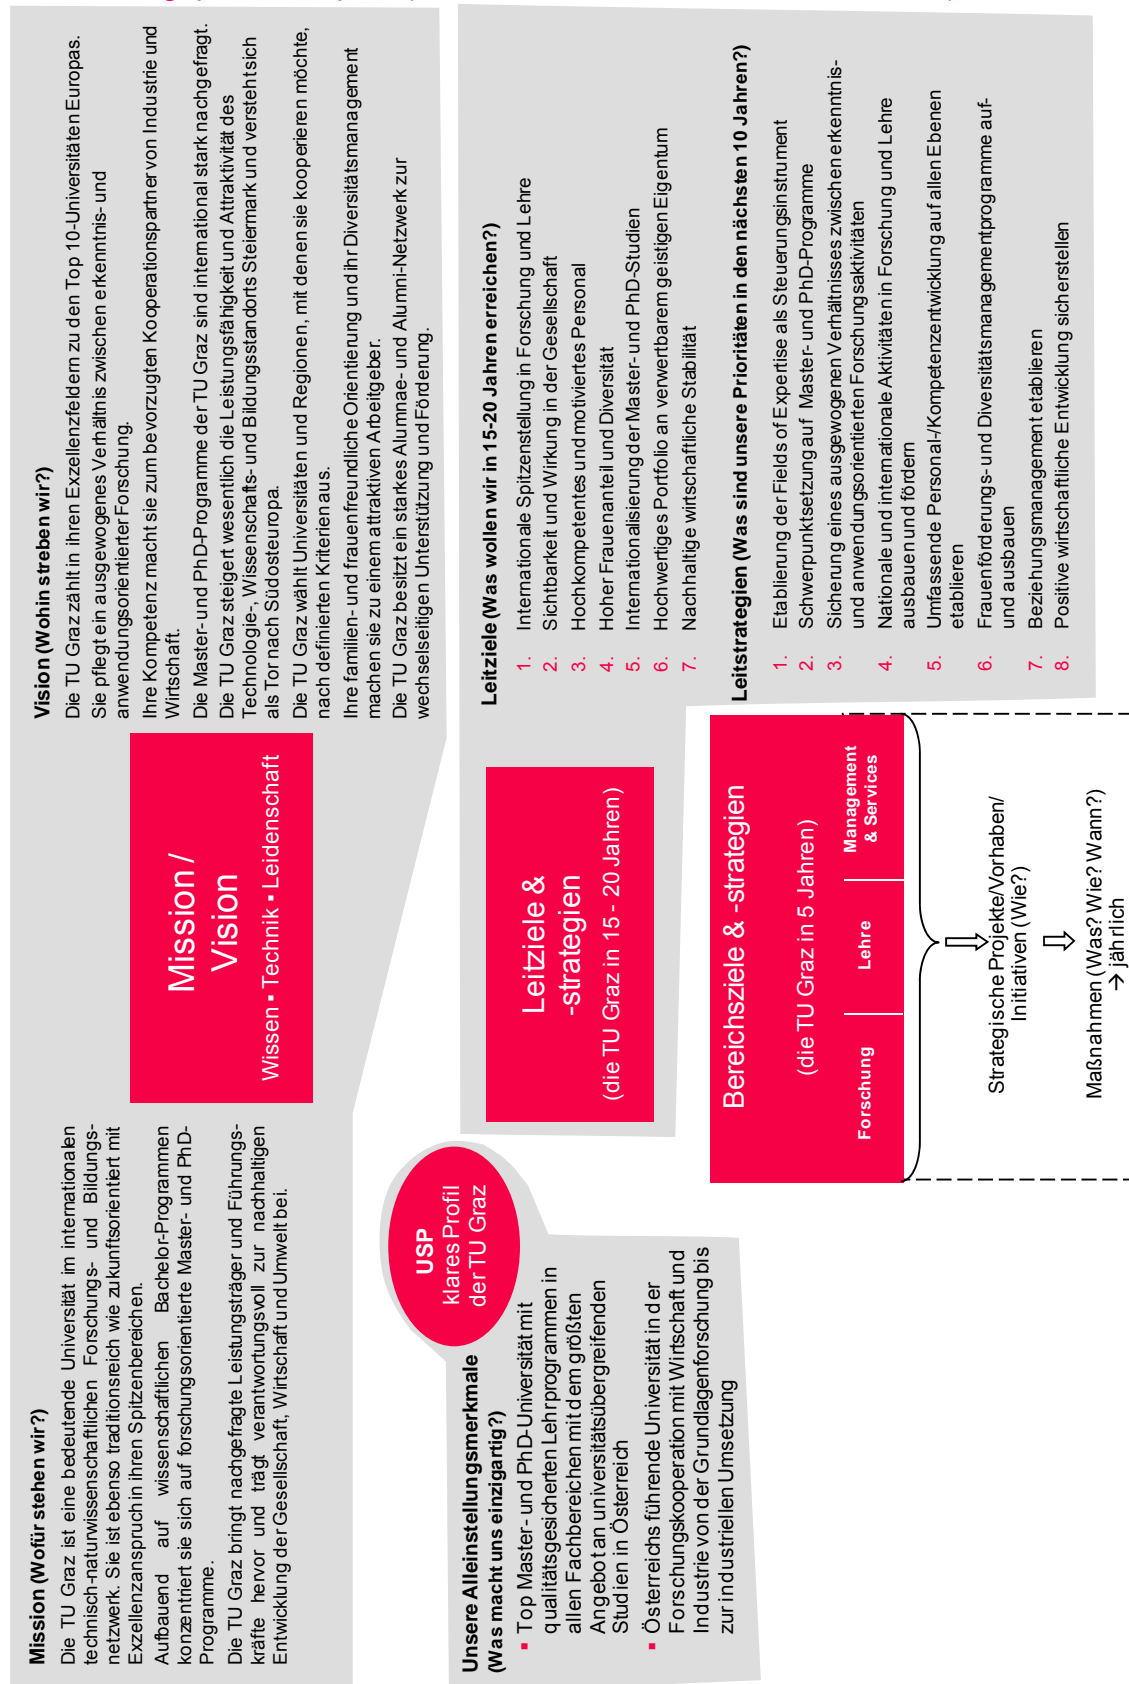 Mission (Wofür stehen wir?)
Die TU Graz ist eine bedeutende Universität im internationalen
technisch-naturwissenschaftlichen Forschungs- und Bildungs-
netzwerk. Sie ist ebenso traditionsreich wie zukunftsorientiert mit
Exzellenzanspruch in ihren Spitzenbereichen.
Aufbauend auf wissenschaftlichen Bachelor-Programmen
konzentriert sie sich auf forschungsorientierte Master- und PhD-
Programme.
Die TU Graz bringt nachgefragte Leistungsträger und Führungs-
kräfte hervor und trägt verantwortungsvoll zur nachhaltigen
Entwicklung der Gesellschaft, Wirtschaft und Umwelt bei.
Mission /
Vision
Wissen ▪ Technik ▪ Leidenschaft
Vision (Wohin streben wir?)
Die TU Graz zählt in ihren Exzellenzfeldern zu den Top 10-Universitäten Europas.
Sie pflegt ein ausgewogenes Verhältnis zwischen erkenntnis- und
anwendungsorientierter Forschung.
Ihre Kompetenz macht sie zum bevorzugten Kooperationspartner von Industrie und
Wirtschaft.
Die Master- und PhD-Programme der TU Graz sind international stark nachgefragt.
Die TU Graz steigert wesentlich die Leistungsfähigkeit und Attraktivität des
Technologie-, Wissenschafts- und Bildungsstandorts Steiermark und versteht sich
als Tor nach Südosteuropa.
Die TU Graz wählt Universitäten und Regionen, mit denen sie kooperieren möchte,
nach definierten Kriterien aus.
Ihre familien- und frauenfreundliche Orientierung und ihr Diversitätsmanagement
machen sie zu einem attraktiven Arbeitgeber.
Die TU Graz besitzt ein starkes Alumnae- und Alumni-Netzwerk zur
wechselseitigen Unterstützung und Förderung.
USP
klares Profil
der TU Graz
Unsere Alleinstellungsmerkmale
(Was macht uns einzigartig?)
▪ Top Master- und PhD-Universität mit
qualitätsgesicherten Lehrprogrammen in
allen Fachbereichen mit dem größten
Angebot an universitätsübergreifenden
Studien in Österreich
▪ Österreichs führende Universität in der
Forschungskooperation mit Wirtschaft und
Industrie von der Grundlagenforschung bis
zur industriellen Umsetzung
Leitziele &
-strategien
(die TU Graz in 15 - 20 Jahren)
Leitziele (Was wollen wir in 15-20 Jahren erreichen?)
1. Internationale Spitzenstellung in Forschung und Lehre
2. Sichtbarkeit und Wirkung in der Gesellschaft
3. Hochkompetentes und motiviertes Personal
4. Hoher Frauenanteil und Diversität
5. Internationalisierung der Master- und PhD-Studien
6. Hochwertiges Portfolio an verwertbarem geistigen Eigentum
7. Nachhaltige wirtschaftliche Stabilität
Leitstrategien (Was sind unsere Prioritäten in den nächsten 10 Jahren?)
1. Etablierung der Fields of Expertise als Steuerungsinstrument
2. Schwerpunktsetzung auf Master- und PhD-Programme
3. Sicherung eines ausgewogenen Verhältnisses zwischen erkenntnis-
und anwendungsorientierten Forschungsaktivitäten
4. Nationale und internationale Aktivitäten in Forschung und Lehre
ausbauen und fördern
5. Umfassende Personal-/Kompetenzentwicklung auf allen Ebenen
etablieren
6. Frauenförderungs- und Diversitätsmanagementprogramme auf-
und ausbauen
7. Beziehungsmanagement etablieren
8. Positive wirtschaftliche Entwicklung sicherstellen
Bereichsziele & -strategien
(die TU Graz in 5 Jahren)
Forschung
Lehre
Management
& Services
Strategische Projekte/Vorhaben/
Initiativen (Wie?)
Maßnahmen (Was? Wie? Wann?)
→ jährlich